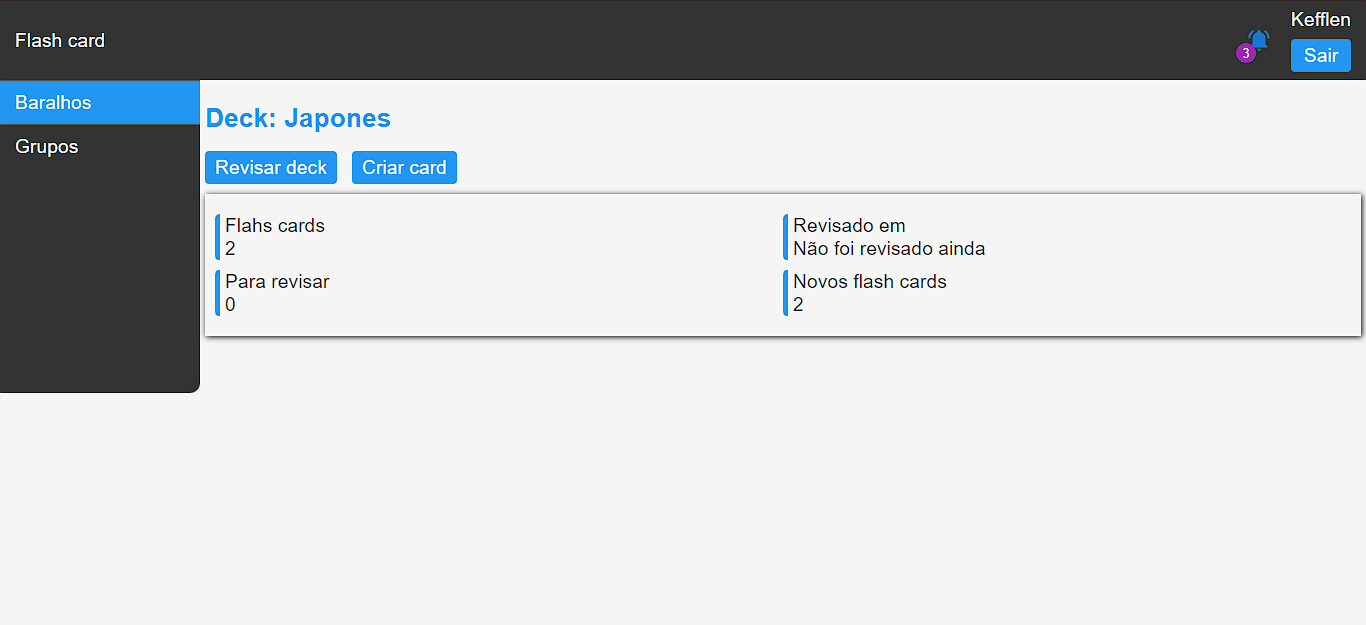 Flash card
Kefflen
3
Sair
Baralhos
Grupos
Deck: Japones
Revisar deck
Criar card
Flahs cards
2
Revisado em
Não foi revisado ainda
Para revisar
0
Novos flash cards
2